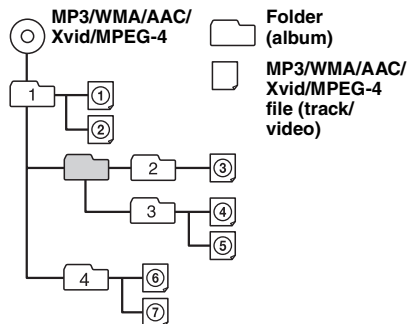 MP3/WMA/AAC/
Xvid/MPEG-4
Folder
(album)
MP3/WMA/AAC/
Xvid/MPEG-4
file (track/
video)
1
①
②
2
③
3
④
⑤
4
⑥
⑦